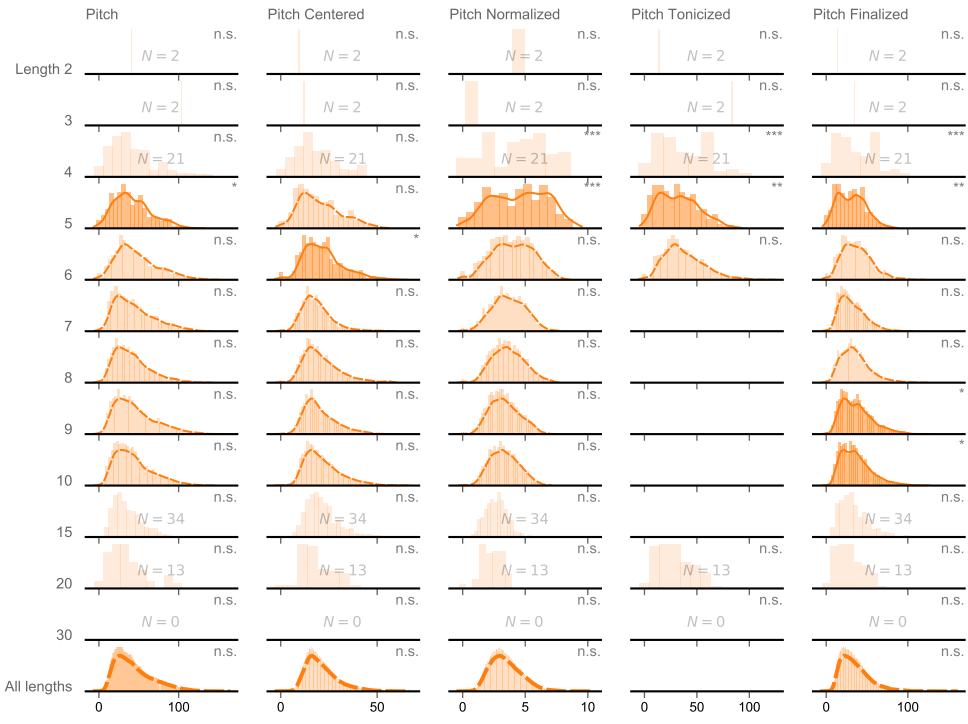 Pitch Pitch Centered Pitch Normalized Pitch Tonicized Pitch Finalized
n.s. n.s. n.s. n.s. n.s.
N = 2 N = 2 N = 2 N = 2 N = 2
Length 2
n.s. n.s. n.s. n.s. n.s.
N = 2 N = 2 N = 2 N = 2 N = 2
3
n.s. n.s. *** *** ***
N = 21 N = 21 N = 21 N = 21 N = 21
4
* n.s. *** ** **
5
n.s. * n.s. n.s. n.s.
6
n.s. n.s. n.s. n.s.
7
n.s. n.s. n.s. n.s.
8
n.s. n.s. n.s. *
9
n.s. n.s. n.s. *
10
n.s. n.s. n.s. n.s.
N = 34 N = 34 N = 34 N = 34
15
n.s. n.s. n.s. n.s. n.s.
N = 13 N = 13 N = 13 N = 13 N = 13
20
n.s. n.s. n.s. n.s.
N = 0 N = 0 N = 0 N = 0
30
n.s. n.s. n.s. n.s.
All lengths
0 100 0 50 0 5 10 0 100 0 100